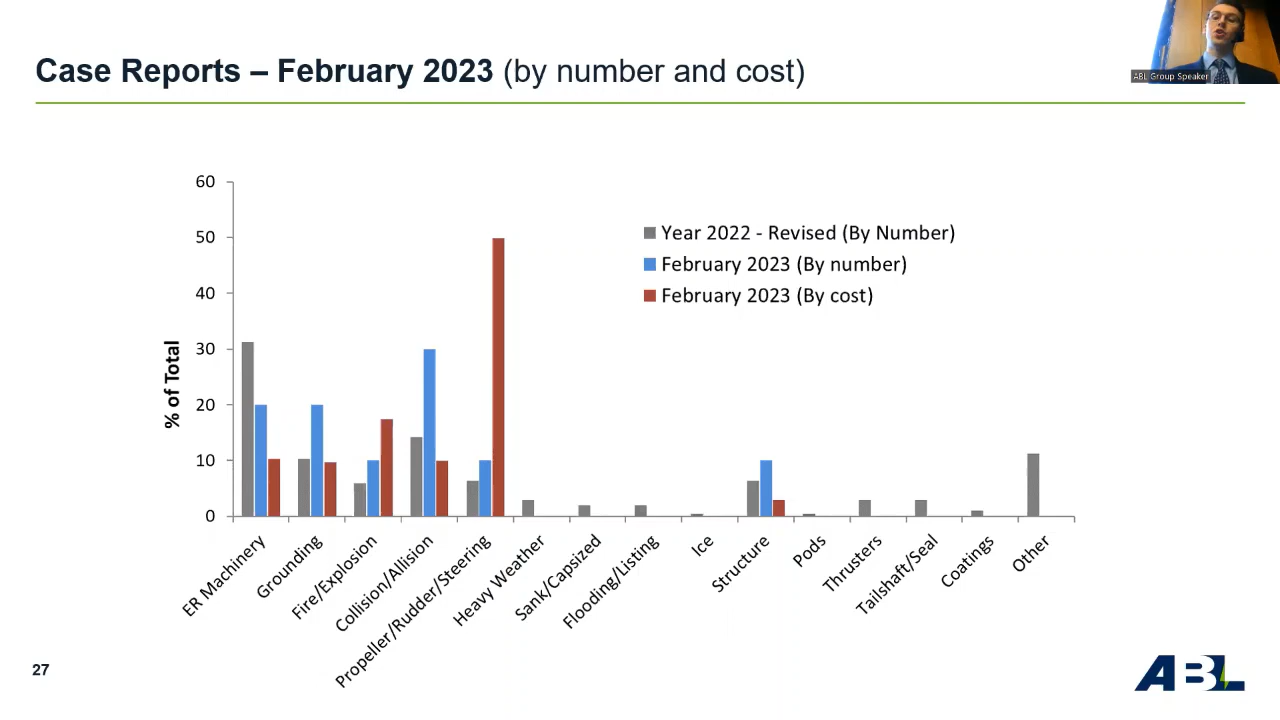 Case Reports – February 2023 (by number and cost)
ABL Group Speaker
60
50
40
30
20
10
0
% of Total
Year 2022 - Revised (By Number)
February 2023 (By number)
February 2023 (By cost)
ER Machinery
Grounding
Fire/Explosion
Collision/Allision
Propeller/Rudder/Steering
Heavy Weather
Sank/Capsized
Flooding/Listing
Ice
Structure
Pods
Thrusters
Tailshaft/Seal
Coatings
Other
27
ABL